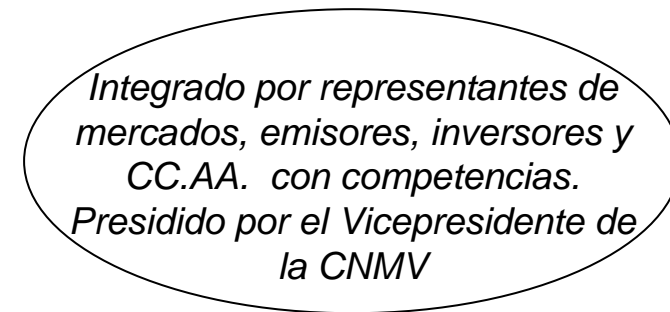 Integrado por representantes de
mercados, emisores, inversores y
CC.AA. con competencias.
Presidido por el Vicepresidente de
la CNMV